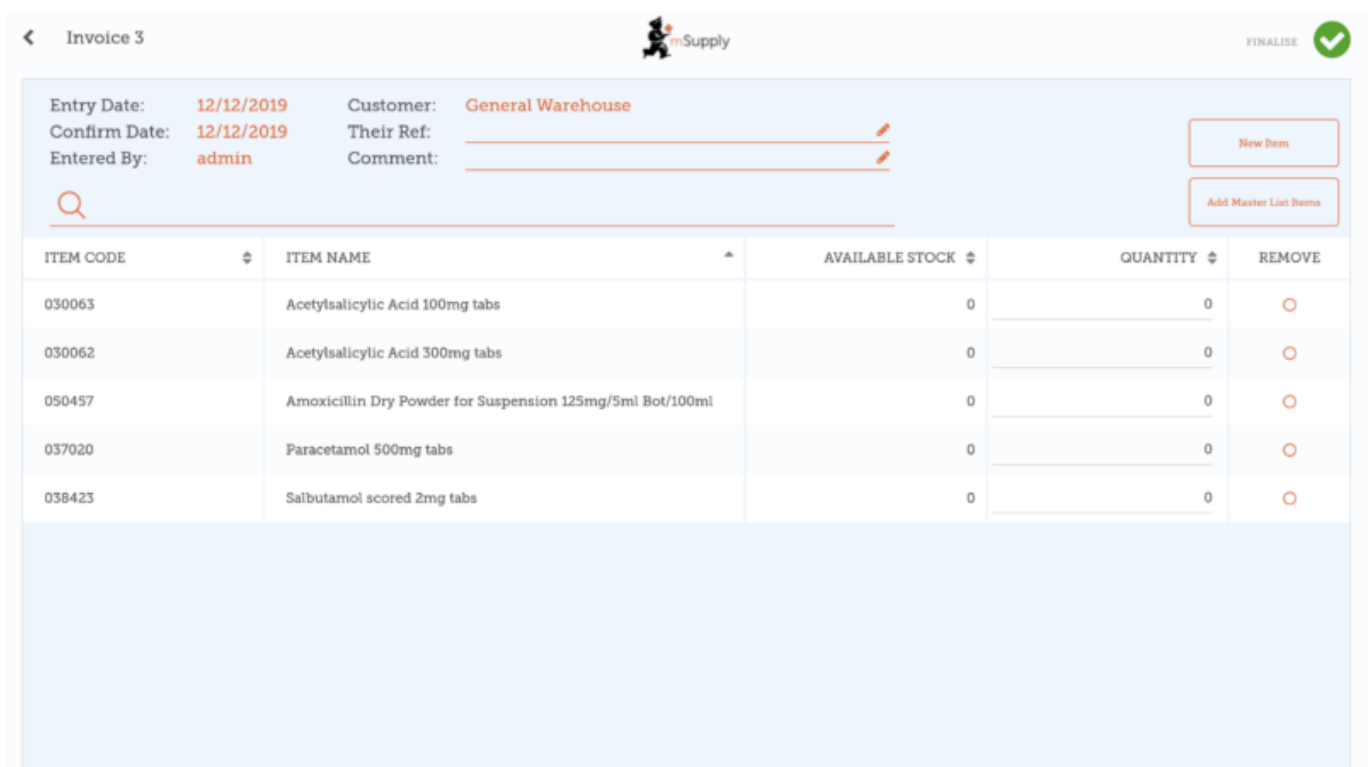 Invoice 3
mSupply
FINALISE
Entry Date: 12/12/2019 Customer: General Warehouse
Confirm Date: 12/12/2019 Their Ref:
Entered By: admin Comment:
New Item
Add Master List Items
ITEM CODE ITEM NAME AVAILABLE STOCK QUANTITY REMOVE
030063 Acetylsalicylic Acid 100mg tabs 0 0
030062 Acetylsalicylic Acid 300mg tabs 0 0
050457 Amoxicillin Dry Powder for Suspension 125mg/5ml Bot/100ml 0 0
037020 Paracetamol 500mg tabs 0 0
038423 Salbutamol scored 2mg tabs 0 0